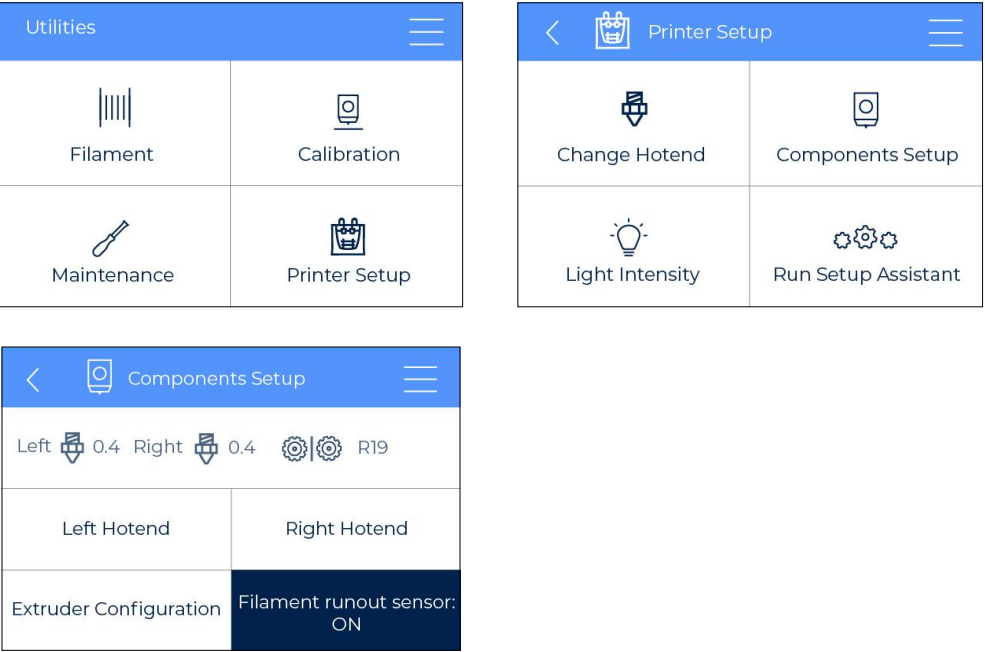 Utilities
Filament
Calibration
Maintenance
Printer Setup
Printer Setup
Change Hotend
Components Setup
Light Intensity
Run Setup Assistant
Components Setup
Left 0.4 Right 0.4 R19
Left Hotend
Right Hotend
Extruder Configuration
Filament runout sensor:
ON